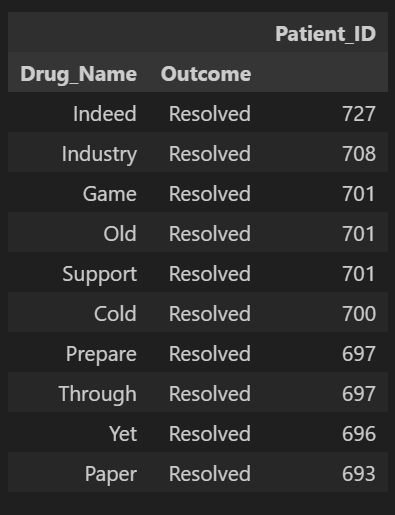 Patient_ID
Drug_Name Outcome
Indeed Resolved 727
Industry Resolved 708
Game Resolved 701
Old Resolved 701
Support Resolved 701
Cold Resolved 700
Prepare Resolved 697
Through Resolved 697
Yet Resolved 696
Paper Resolved 693